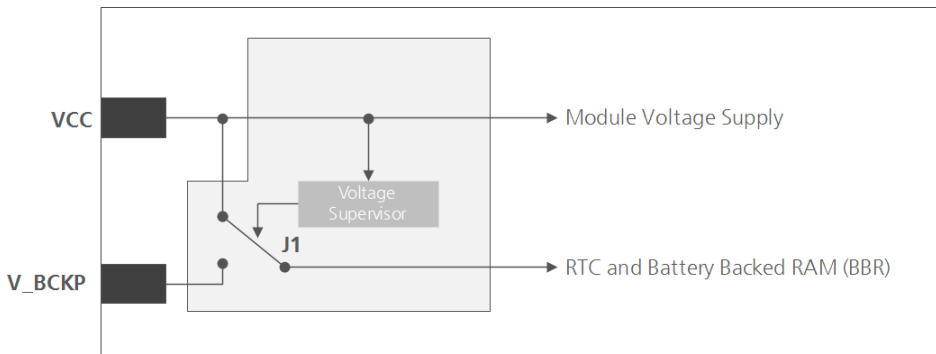 VCC
Module Voltage Supply
Voltage
Supervisor
J1
V_BCKP
RTC and Battery Backed RAM (BBR)